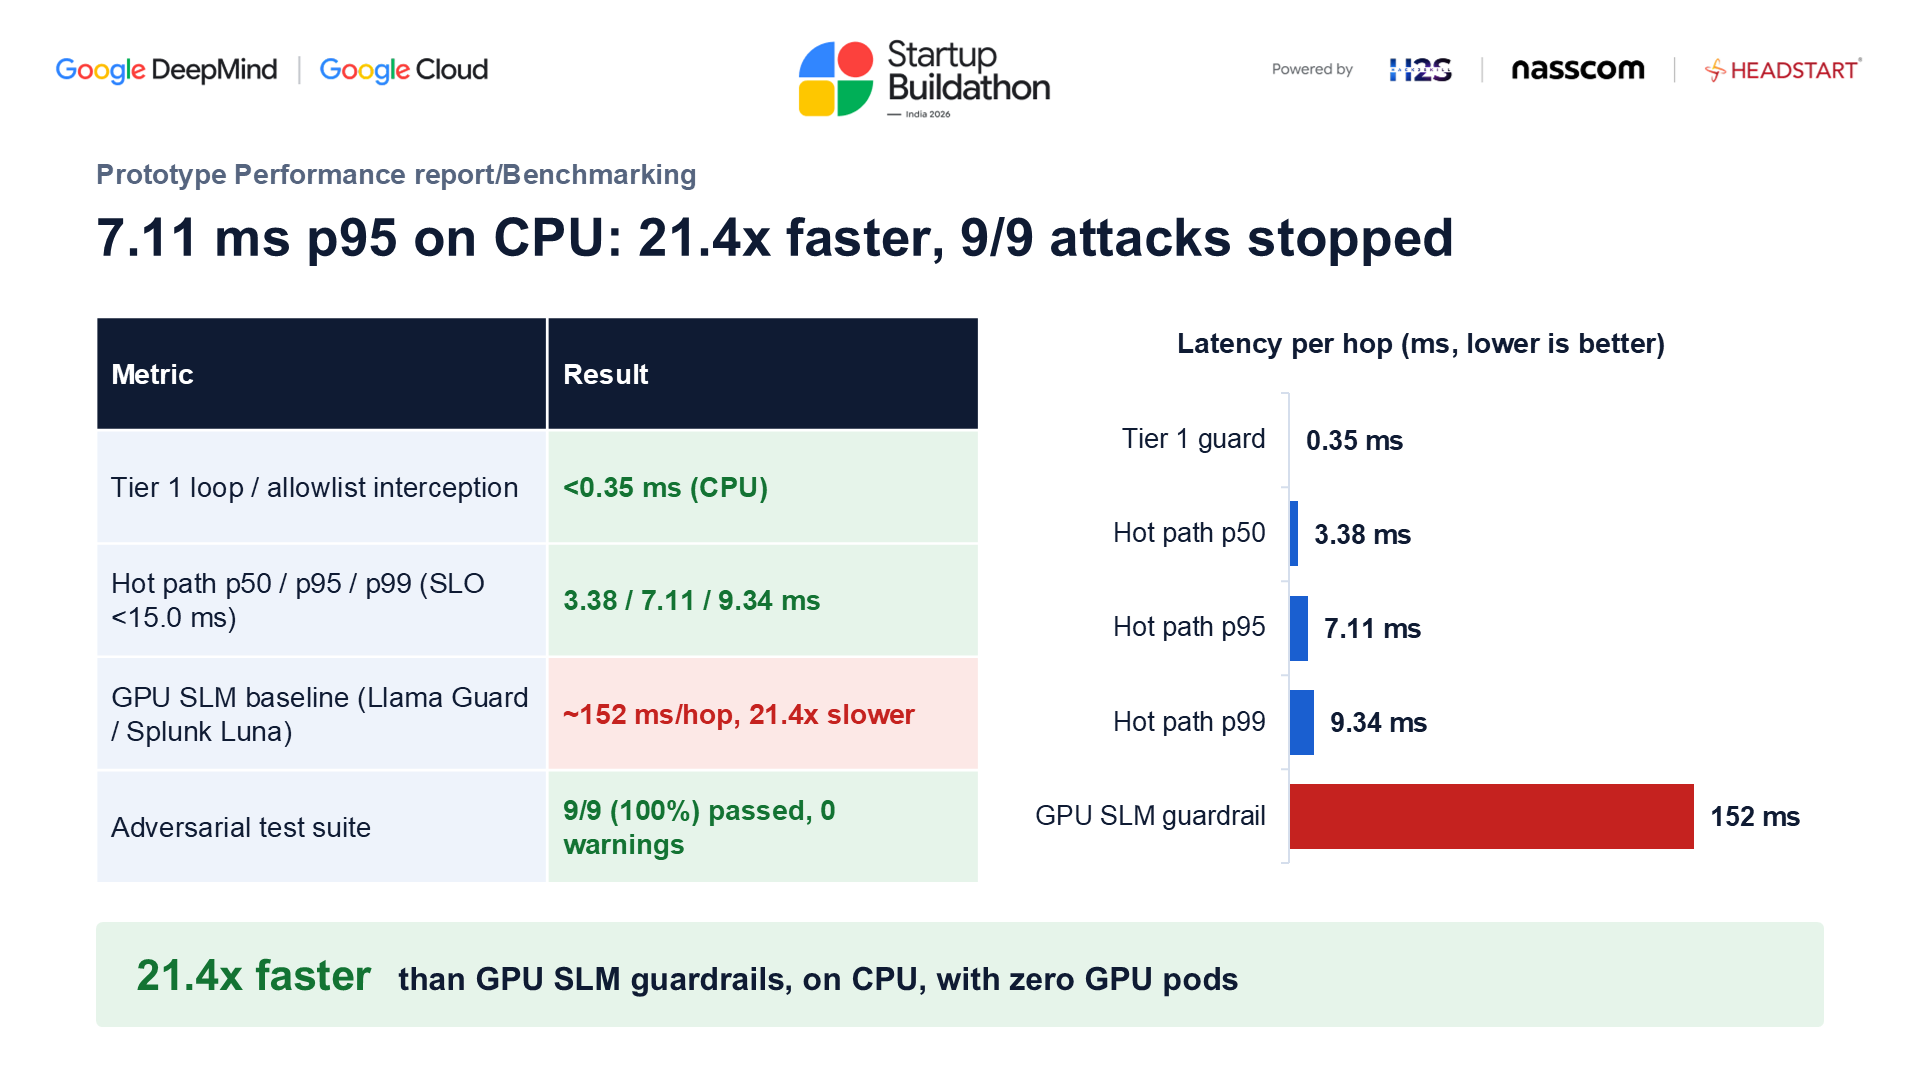 Google DeepMind | Google Cloud
Startup
Buildathon
India 2026
Powered by
H2S
nasscom
HEADSTART
Prototype Performance report/Benchmarking
7.11 ms p95 on CPU: 21.4x faster, 9/9 attacks stopped
Metric
Result
Tier 1 loop / allowlist interception
<0.35 ms (CPU)
Hot path p50 / p95 / p99 (SLO
<15.0 ms)
3.38 / 7.11 / 9.34 ms
GPU SLM baseline (Llama Guard
/ Splunk Luna)
~152 ms/hop, 21.4x slower
Adversarial test suite
9/9 (100%) passed, 0
warnings
Latency per hop (ms, lower is better)
Tier 1 guard
0.35 ms
Hot path p50
3.38 ms
Hot path p95
7.11 ms
Hot path p99
9.34 ms
GPU SLM guardrail
152 ms
21.4x faster than GPU SLM guardrails, on CPU, with zero GPU pods